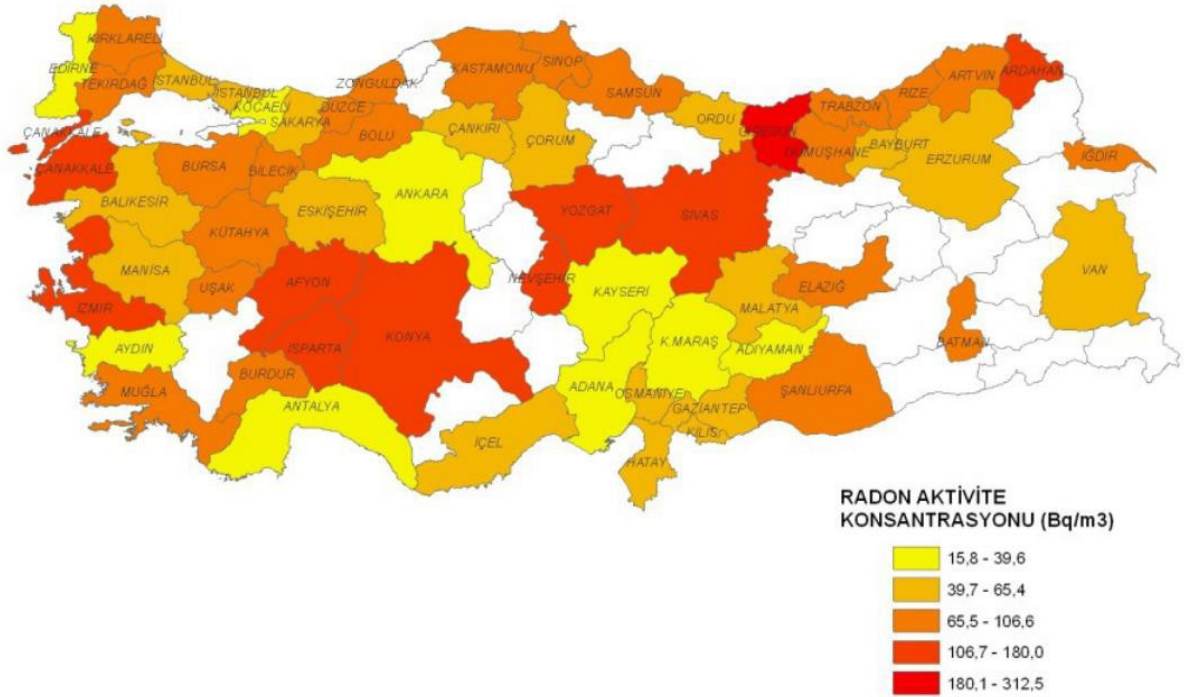 KIRKLARELİ
EDİRNE
TEKİRDAĞ
İSTANBUL
İSTANBUL
KOCAELİ
SAKARYA
DÜZCE
ZONGULDAK
BOLU
KASTAMONU
SİNOP
SAMSUN
ÇANKIRI
ÇORUM
ORDU
GİRESUN
TRABZON
RİZE
ARTVİN
ARDAHAN
GÜMÜŞHANE
BAYBURT
ERZURUM
IĞDIR
ÇANAKKALE
ÇANAKKALE
BURSA
BİLECİK
ANKARA
BALIKESİR
ESKİŞEHİR
YOZGAT
SIVAS
KÜTAHYA
MANİSA
UŞAK
AFYON
NEVŞEHİR
KAYSERİ
ELAZIĞ
MALATYA
VAN
İZMİR
ISPARTA
KONYA
K.MARAŞ
ADIYAMAN
BATMAN
AYDIN
BURDUR
ADANA
OSMANİYE
ŞANLIURFA
MUĞLA
ANTALYA
GAZİANTEP
KİLİS
İÇEL
HATAY
RADON AKTİVİTE
KONSANTRASYONU (Bq/m3)
15,8 - 39,6
39,7 - 65,4
65,5 - 106,6
106,7 - 180,0
180,1 - 312,5